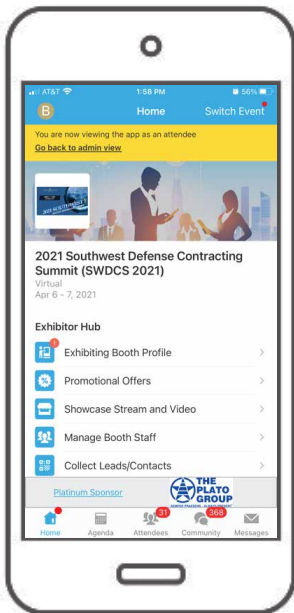 AT&T 1:58 PM 56%
B Home Switch Event
You are now viewing the app as an attendee
Go back to admin view
2021 Southwest Defense Contracting
Summit (SWDCS 2021)
Virtual
Apr 6 - 7, 2021
Exhibitor Hub
1
Exhibiting Booth Profile
Promotional Offers
Showcase Stream and Video
Manage Booth Staff
Collect Leads/Contacts
Platinum Sponsor
THE
PLATO
GROUP
31 368
Home Agenda Attendees Community Messages